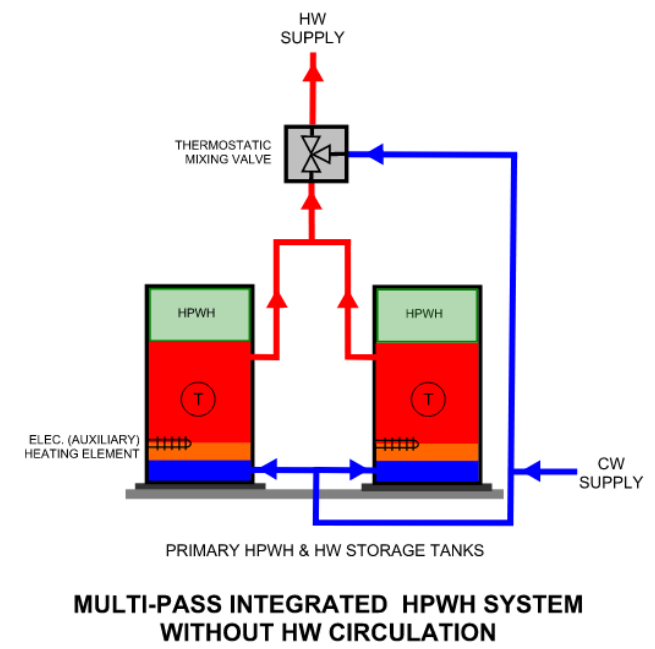 HW
SUPPLY
THERMOSTATIC
MIXING VALVE
HPWH
HPWH
T
T
ELEC. (AUXILIARY)
HEATING ELEMENT
CW
SUPPLY
PRIMARY HPWH & HW STORAGE TANKS
MULTI-PASS INTEGRATED HPWH SYSTEM
WITHOUT HW CIRCULATION